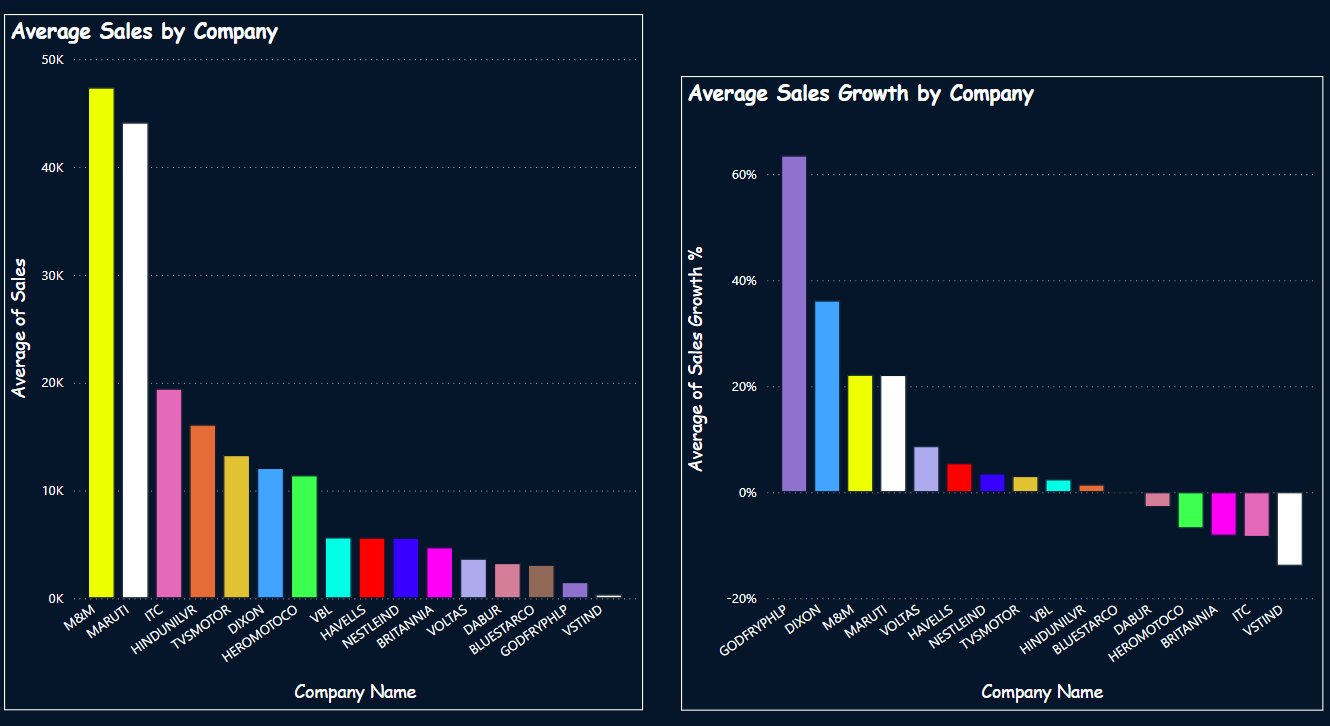 Average Sales by Company
50K
40K
30K
20K
10K
0K
Average of Sales
M&M
MARUTI
ITC
HINDUNILVR
TVSMOTOR
DIXON
HEROMOTOCO
VBL
HAVELLS
NESTLEIND
BRITANNIA
VOLTAS
DABUR
BLUESTARCO
GODFRYPHLP
VSTIND
Company Name
Average Sales Growth by Company
60%
40%
20%
0%
-20%
Average of Sales Growth %
GODFRYPHLP
DIXON
M&M
MARUTI
VOLTAS
HAVELLS
NESTLEIND
TVSMOTOR
VBL
HINDUNILVR
BLUESTARCO
DABUR
HEROMOTOCO
BRITANNIA
ITC
VSTIND
Company Name